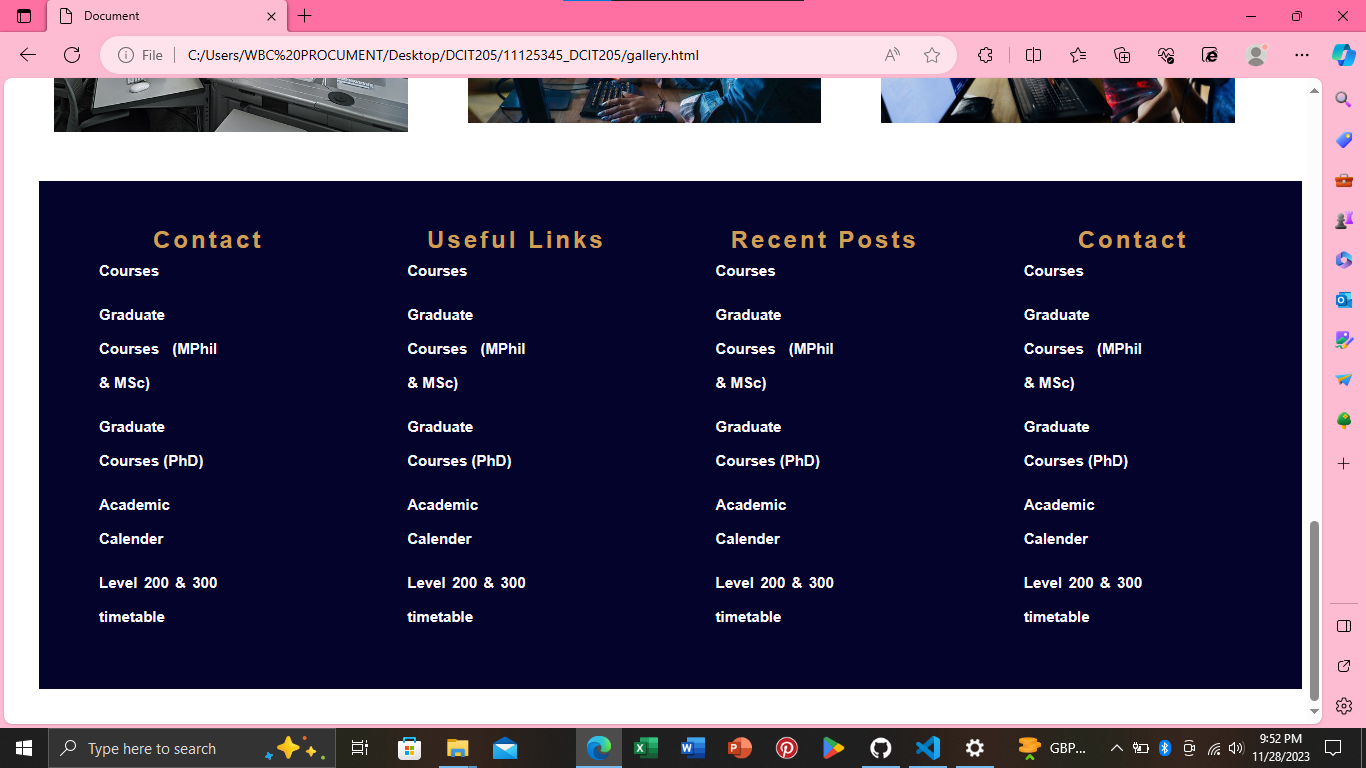 Document
File
C:/Users/WBC%20PROCUMENT/Desktop/DCIT205/11125345_DCIT205/gallery.html
Contact
Courses
Graduate
Courses (MPhil
& MSc)
Graduate
Courses (PhD)
Academic
Calender
Level 200 & 300
timetable
Useful Links
Courses
Graduate
Courses (MPhil
& MSc)
Graduate
Courses (PhD)
Academic
Calender
Level 200 & 300
timetable
Recent Posts
Courses
Graduate
Courses (MPhil
& MSc)
Graduate
Courses (PhD)
Academic
Calender
Level 200 & 300
timetable
Contact
Courses
Graduate
Courses (MPhil
& MSc)
Graduate
Courses (PhD)
Academic
Calender
Level 200 & 300
timetable
Type here to search
GBP...
9:52 PM
11/28/2023